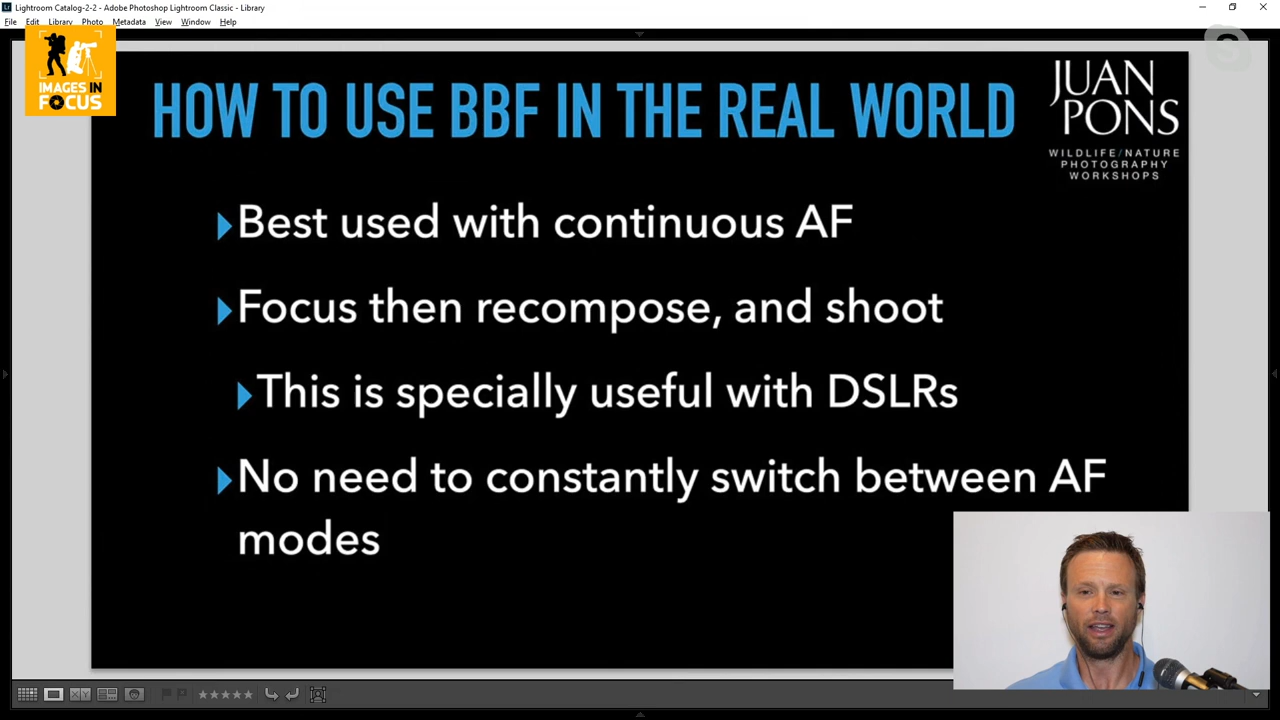 Lightroom Catalog-2-2 - Adobe Photoshop Lightroom Classic - Library
File Edit Library Photo Metadata View Window Help
IMAGES IN
FOCUS
HOW TO USE BBF IN THE REAL WORLD
JUAN
PONS
WILDLIFE/NATURE
PHOTOGRAPHY
WORKSHOPS
Best used with continuous AF
Focus then recompose, and shoot
This is specially useful with DSLRs
No need to constantly switch between AF
modes